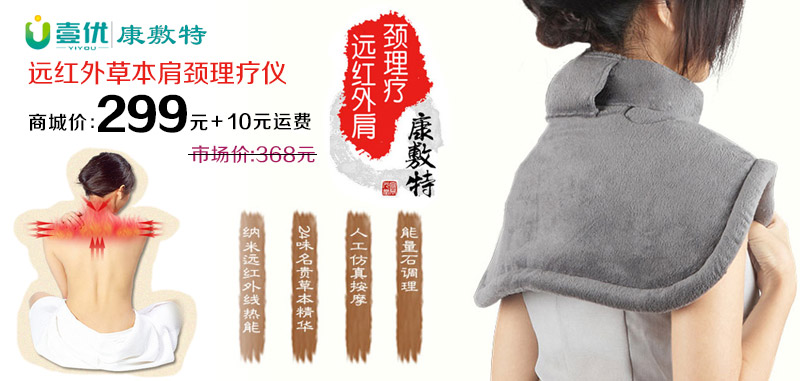 壹优 康敷特
YIYOU
远红外草本肩颈理疗仪
商城价:299元+10元运费
市场价:368元
远红外肩
颈理疗
康敷特
纳米远红外线热能
24味名贵草本精华
人工仿真按摩
能量石调理